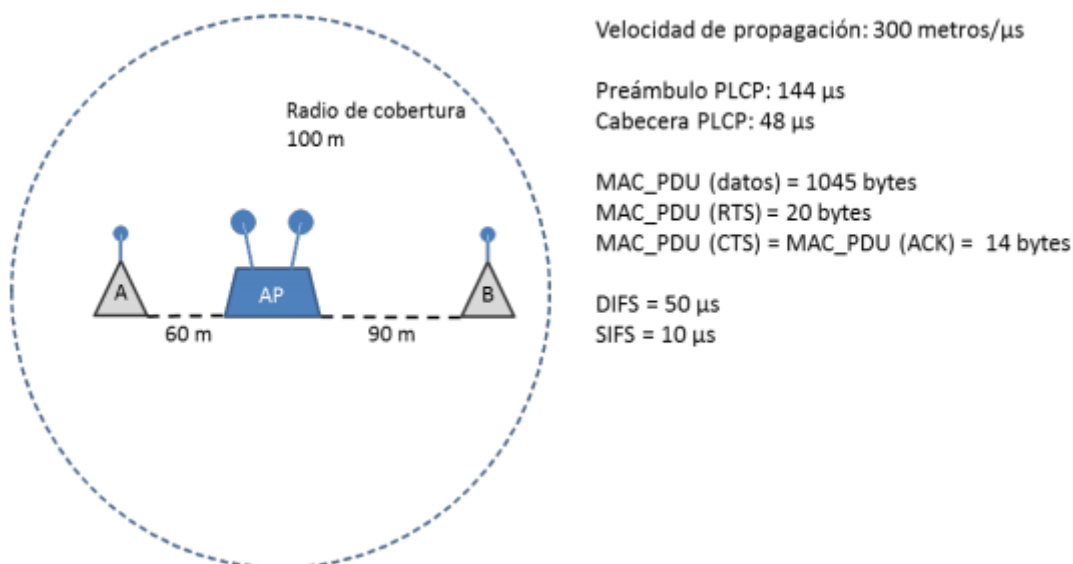 Velocidad de propagación: 300 metros/μs
Preámbulo PLCP: 144 μs
Cabecera PLCP: 48 μs
MAC_PDU (datos) = 1045 bytes
MAC_PDU (RTS) = 20 bytes
MAC_PDU (CTS) = MAC_PDU (ACK) = 14 bytes
DIFS = 50 μs
SIFS = 10 μs
Radio de cobertura
100 m
A
AP
B
60 m
90 m